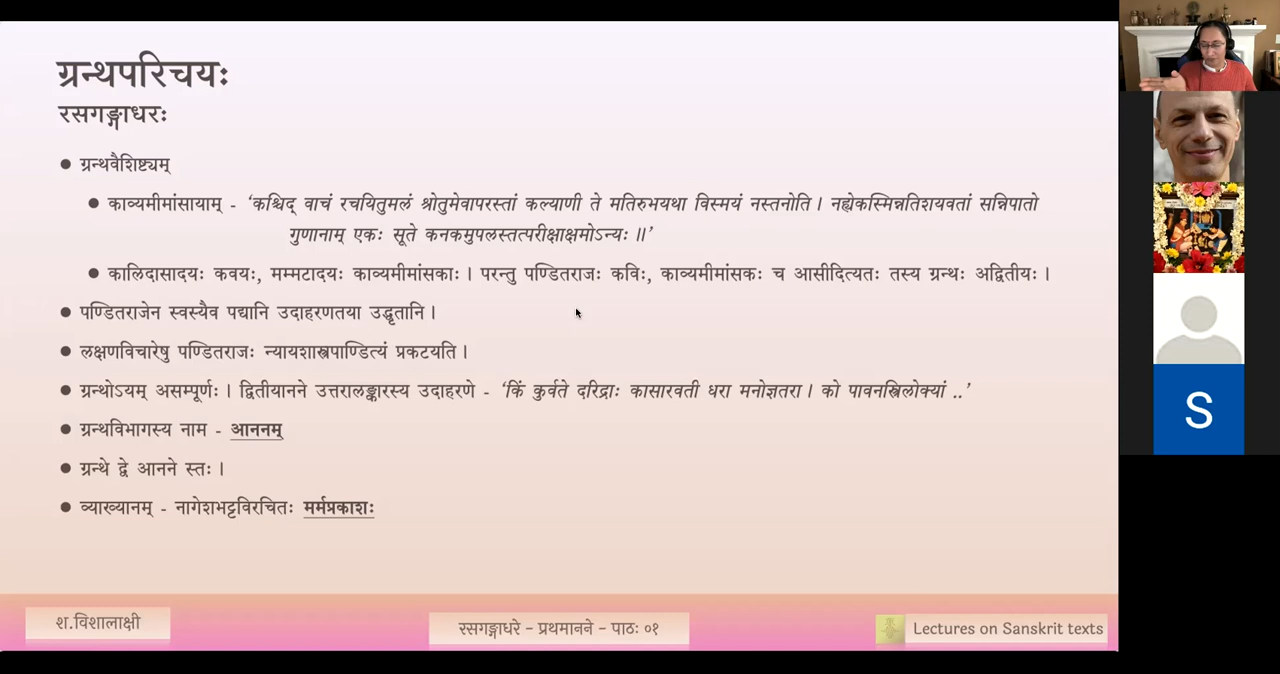 ग्रन्थपरिचयः
रसगङ्गाधरः
● ग्रन्थवैशिष्ट्यम्
● काव्यमीमांसायाम् - ‘कश्चिद् वाचं रचयितुमलं श्रोतुमेवापरस्तां कल्याणी ते मतिरुभयथा विस्मयं नस्तनोति । नह्येकस्मिन्नतिशयवतां सन्निपातो
गुणानाम् एकः सूते कनकमुपलस्तत्परीक्षाक्षमोऽन्यः ॥’
● कालिदासादयः कवयः, मम्मटादयः काव्यमीमांसकाः । परन्तु पण्डितराजः कविः, काव्यमीमांसकः च आसीदित्यतः तस्य ग्रन्थः अद्वितीयः ।
● पण्डितराजेन स्वस्यैव पद्यानि उदाहरणतया उद्धृतानि ।
● लक्षणविचारेषु पण्डितराजः न्यायशास्त्रपाण्डित्यं प्रकटयति ।
● ग्रन्थोऽयम् असम्पूर्णः । द्वितीयानने उत्तरालङ्कारस्य उदाहरणे - ‘किं कुर्वते दरिद्राः कासारवती धरा मनोज्ञतरा । को पावनस्त्रिलोक्यां ..’
● ग्रन्थविभागस्य नाम - आननम्
● ग्रन्थे द्वे आनने स्तः ।
● व्याख्यानम् - नागेशभट्टविरचितः मर्मप्रकाशः
श.विशालाक्षी
रसगङ्गाधरे - प्रथमानने - पाठः ०१
Lectures on Sanskrit texts
S